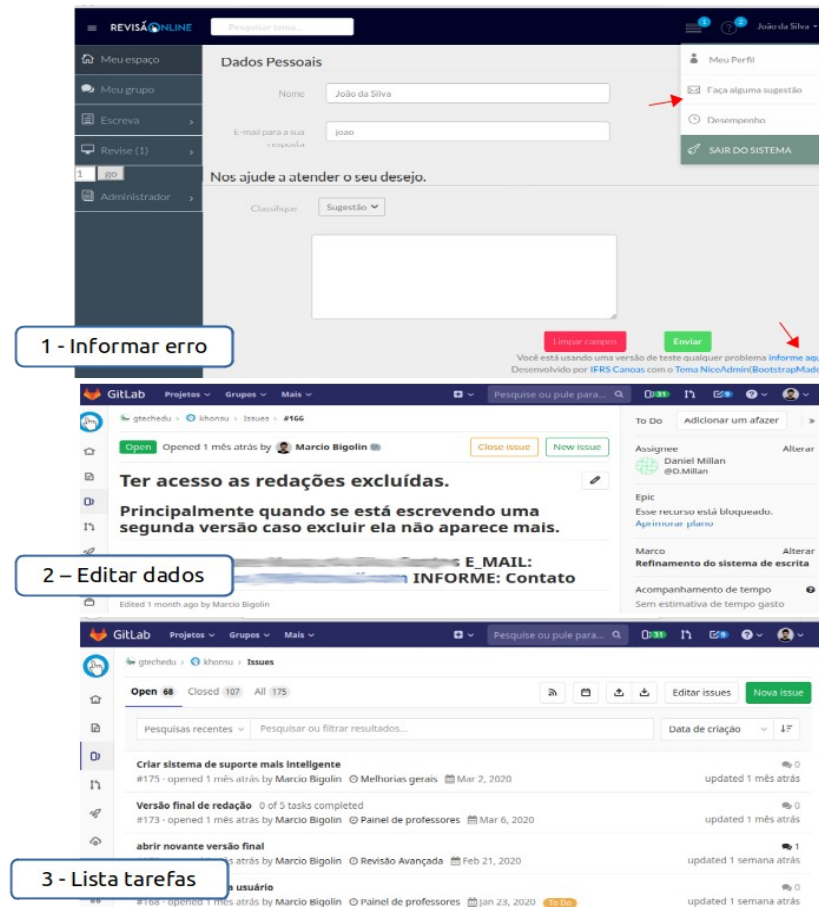 REVISÃONLINE Pesquisar tema... 1 2 João da Silva
Meu espaço
Meu grupo
Escreva
Revise (1)
1 go
Administrador
Dados Pessoais
Nome João da Silva
E-mail para a sua resposta joao
Nos ajude a atender o seu desejo.
Classifique Sugestão
Limpar campos Enviar
Você está usando uma versão de teste qualquer problema informe aqu
Desenvolvido por IFRS Canoas com o Tema NiceAdmin(BootstrapMade
Meu Perfil
Faça alguma sugestão
Desempenho
SAIR DO SISTEMA
1 - Informar erro
GitLab Projetos Grupos Mais Pesquise ou pule para... 31 9
gtechedu › khonsu › Issues › #166
Open Opened 1 mês atrás by Marcio Bigolin
Close issue New issue
Ter acesso as redações excluídas.
Principalmente quando se está escrevendo uma
segunda versão caso excluir ela não aparece mais.
E_MAIL:
INFORME: Contato
Edited 1 month ago by Marcio Bigolin
To Do Adicionar um afazer »
Assignee Alterar
Daniel Millan
@D.Millan
Epic
Esse recurso está bloqueado.
Aprimorar plano
Marco Alterar
Refinamento do sistema de escrita
Acompanhamento de tempo
Sem estimativa de tempo gasto
2 – Editar dados
GitLab Projetos Grupos Mais Pesquise ou pule para... 31 9
gtechedu › khonsu › Issues
Open 68 Closed 107 All 175 Editar issues Nova issue
Pesquisas recentes Pesquisar ou filtrar resultados... Data de criação
Criar sistema de suporte mais inteligente 0
#175 · opened 1 mês atrás by Marcio Bigolin Melhorias gerais Mar 2, 2020 updated 1 mês atrás
Versão final de redação 0 of 5 tasks completed 0
#173 · opened 1 mês atrás by Marcio Bigolin Painel de professores Mar 6, 2020 updated 1 mês atrás
abrir novante versão final 1
mês atrás by Marcio Bigolin Revisão Avançada Feb 21, 2020 updated 1 semana atrás
usuário 0
#168 · opened 1 mês atrás by Marcio Bigolin Painel de professores Jan 23, 2020 To Do updated 1 semana atrás
3 - Lista tarefas